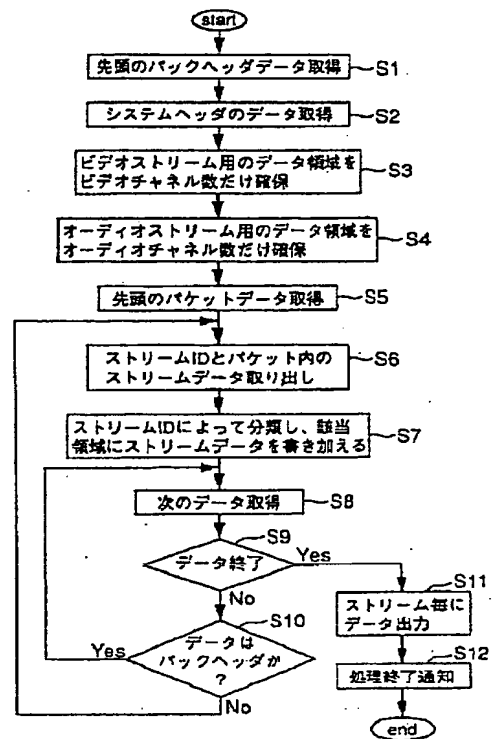 start
先頭のパックヘッダデータ取得
S1
システムヘッダのデータ取得
S2
ビデオストリーム用のデータ領域を
ビデオチャネル数だけ確保
S3
オーディオストリーム用のデータ領域を
オーディオチャネル数だけ確保
S4
先頭のパケットデータ取得
S5
ストリームIDとパケット内の
ストリームデータ取り出し
S6
ストリームIDによって分類し、該当
領域にストリームデータを書き加える
S7
次のデータ取得
S8
S9
データ終了
Yes
No
S10
データは
パックヘッダか
?
Yes
No
S11
ストリーム毎に
データ出力
S12
処理終了通知
end